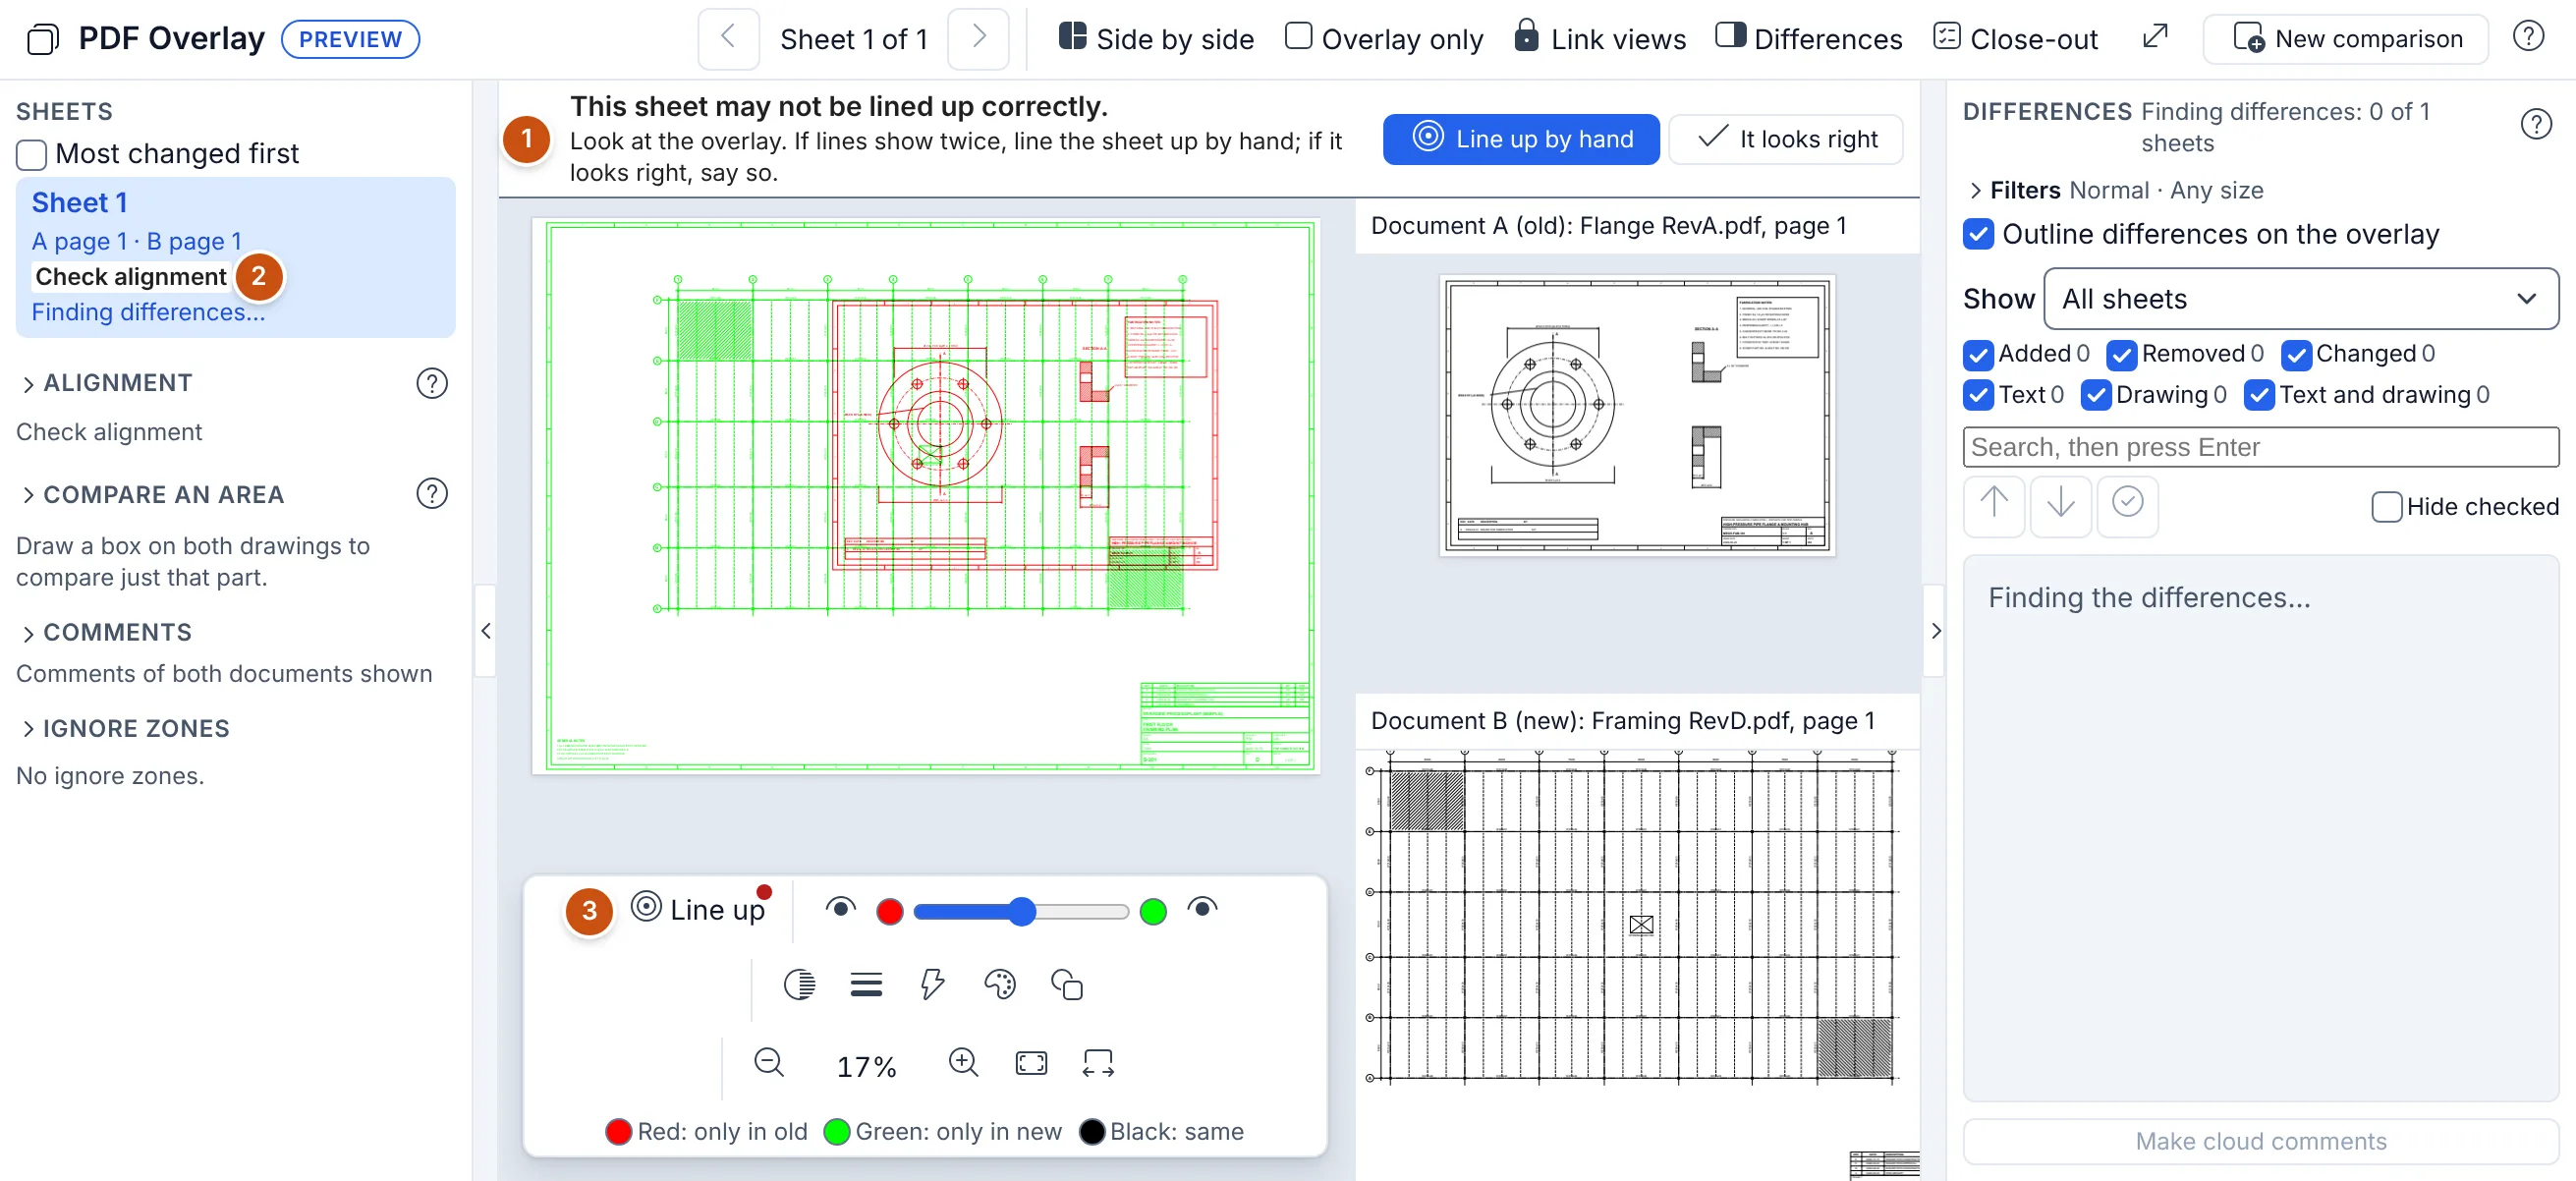 PDF Overlay PREVIEW
Sheet 1 of 1
Side by side
Overlay only
Link views
Differences
Close-out
New comparison
SHEETS
Most changed first
Sheet 1
A page 1 · B page 1
Check alignment 2
Finding differences...
ALIGNMENT
Check alignment
COMPARE AN AREA
Draw a box on both drawings to
compare just that part.
COMMENTS
Comments of both documents shown
IGNORE ZONES
No ignore zones.
1
This sheet may not be lined up correctly.
Look at the overlay. If lines show twice, line the sheet up by hand; if it
looks right, say so.
Line up by hand
It looks right
3 Line up
17%
Red: only in old Green: only in new Black: same
Document A (old): Flange RevA.pdf, page 1
SECTION A-A
Document B (new): Framing RevD.pdf, page 1
DIFFERENCES Finding differences: 0 of 1
sheets
Filters Normal · Any size
Outline differences on the overlay
Show All sheets
Added 0 Removed 0 Changed 0
Text 0 Drawing 0 Text and drawing 0
Search, then press Enter
Hide checked
Finding the differences...
Make cloud comments